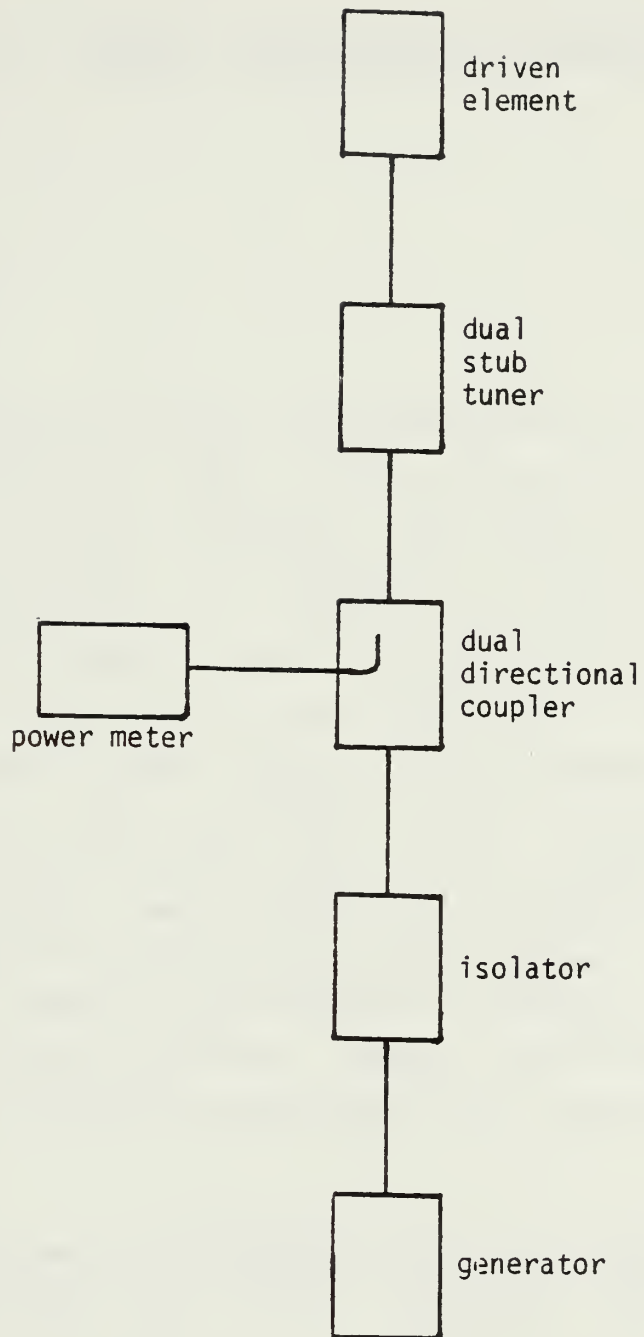 driven
element
dual
stub
tuner
dual
directional
coupler
power meter
isolator
generator